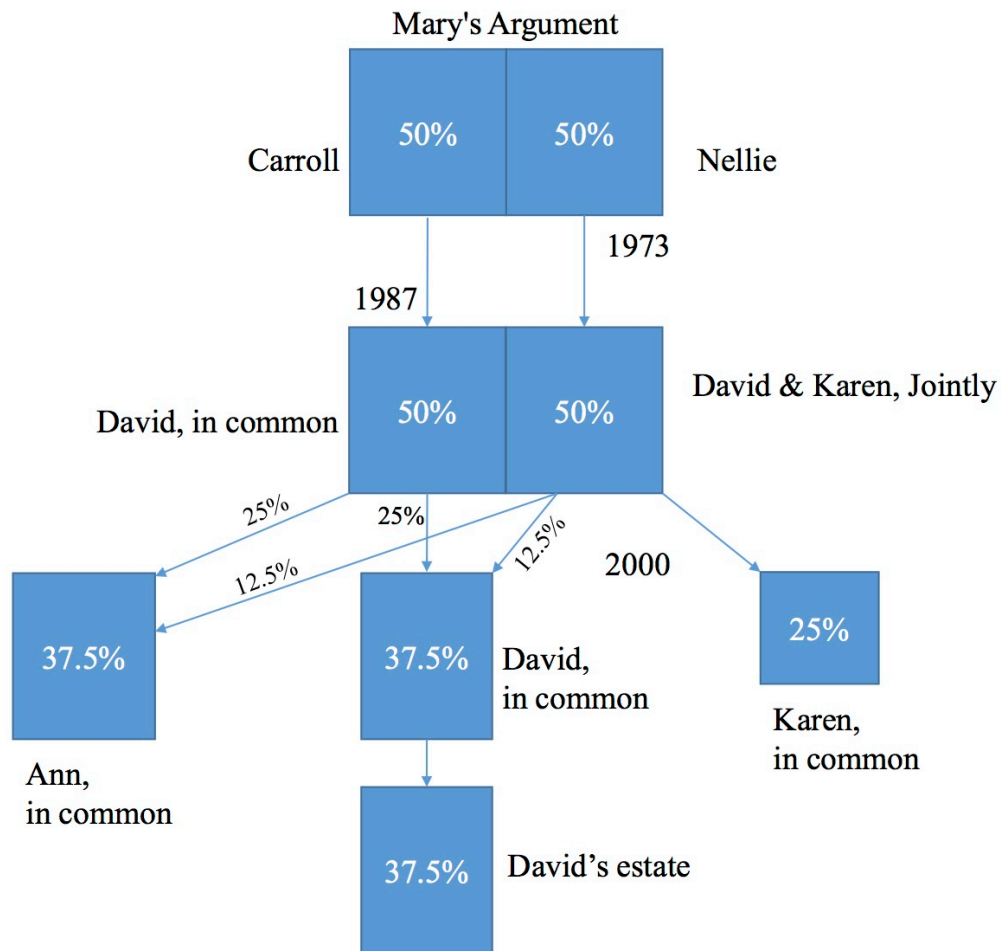 Mary's Argument
Carroll
50%
50%
Nellie
1973
1987
David, in common
50%
50%
David & Karen, Jointly
25%
25%
12.5%
12.5%
2000
37.5%
37.5%
David,
in common
25%
Ann,
in common
Karen,
in common
37.5%
David’s estate